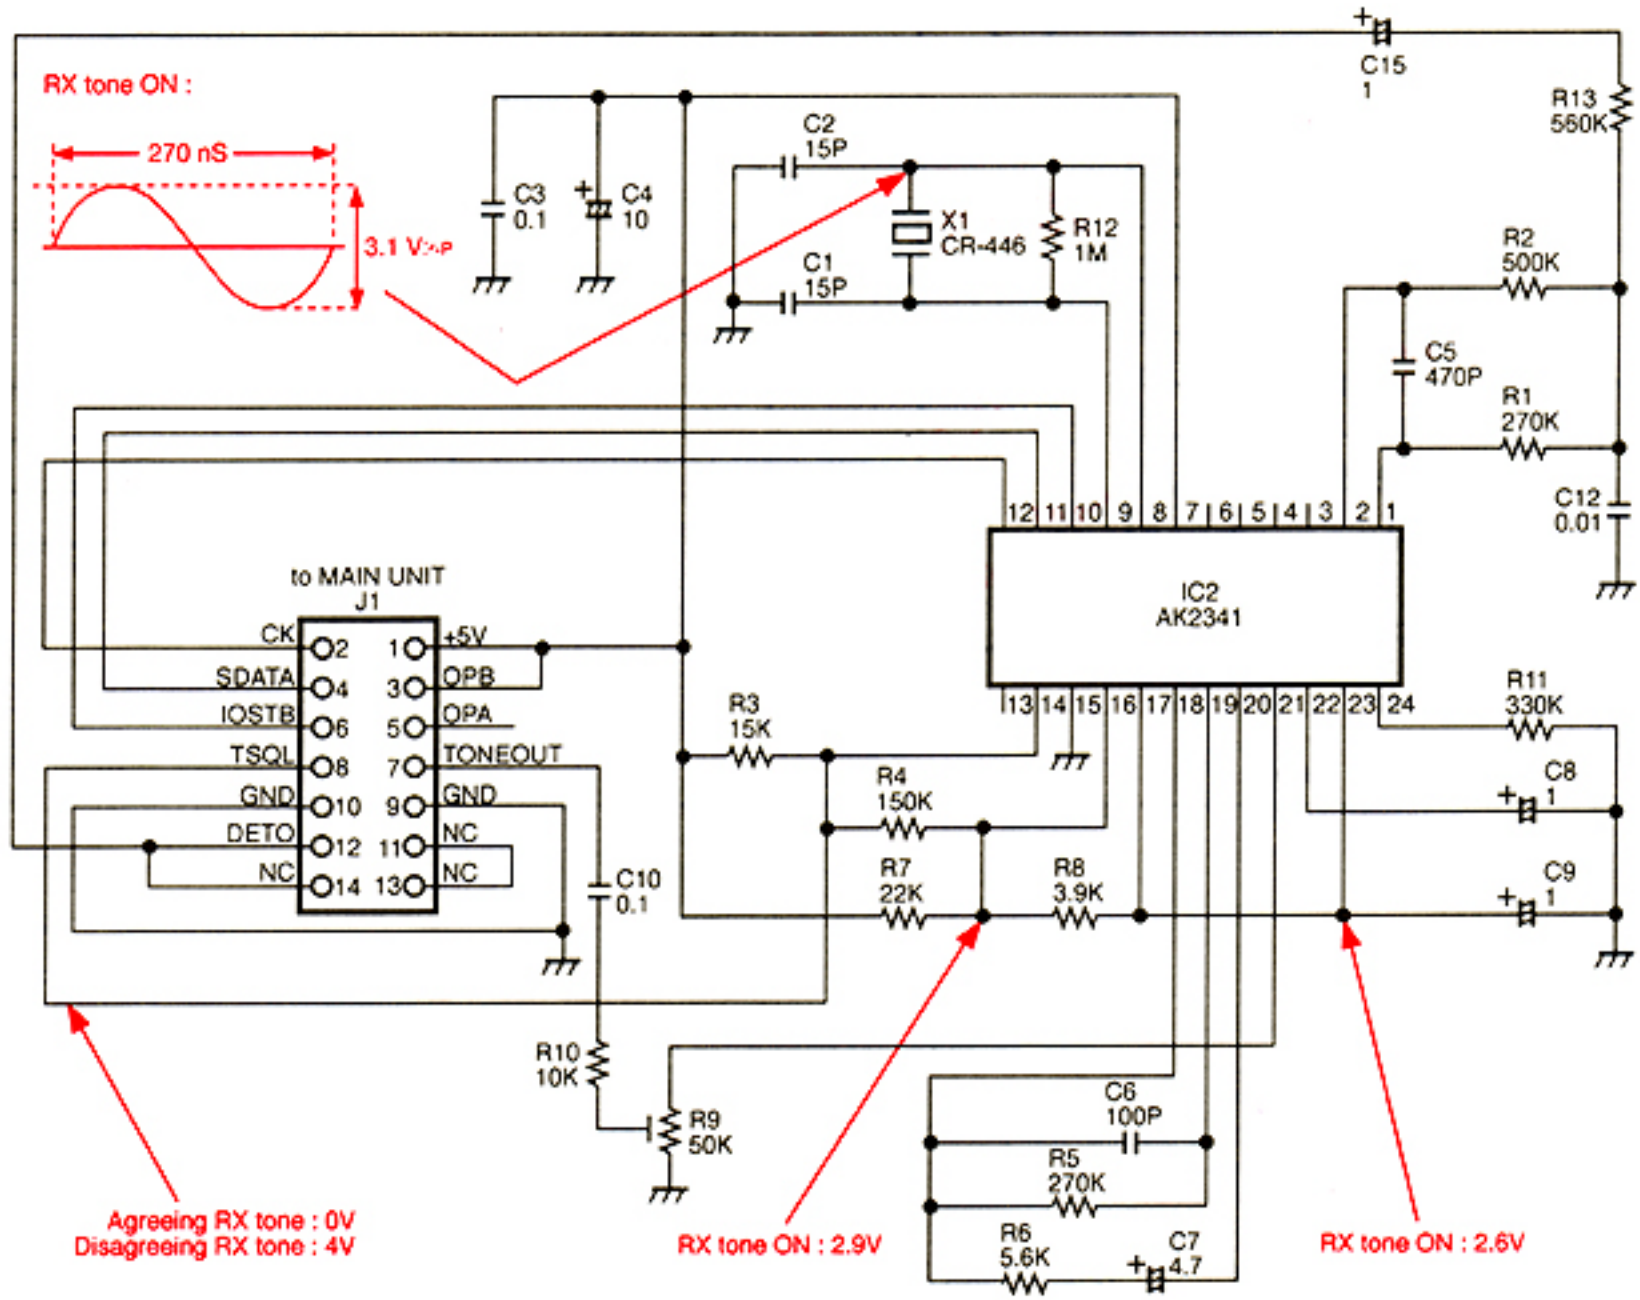 C15
1
RX tone ON :
R13
560K
270 nS
C2
15P
C3
0.1
C4
10
X1
CR-446
R12
1M
3.1 VP-P
C1
15P
R2
500K
C5
470P
R1
270K
C12
0.01
12 11 10 9 8 7 6 5 4 3 2 1
IC2
AK2341
to MAIN UNIT
J1
CK 2 1 +5V
SDATA 4 3 OPB
IOSTB 6 5 OPA
TSQL 8 7 TONEOUT
GND 10 9 GND
DETO 12 11 NC
NC 14 13 NC
13 14 15 16 17 18 19 20 21 22 23 24
R11
330K
R3
15K
R4
150K
C8
+ 1
R7
22K
R8
3.9K
C9
+ 1
C10
0.1
R10
10K
R9
50K
C6
100P
R5
270K
R6
5.6K
C7
+ 4.7
Agreeing RX tone : 0V
Disagreeing RX tone : 4V
RX tone ON : 2.9V
RX tone ON : 2.6V